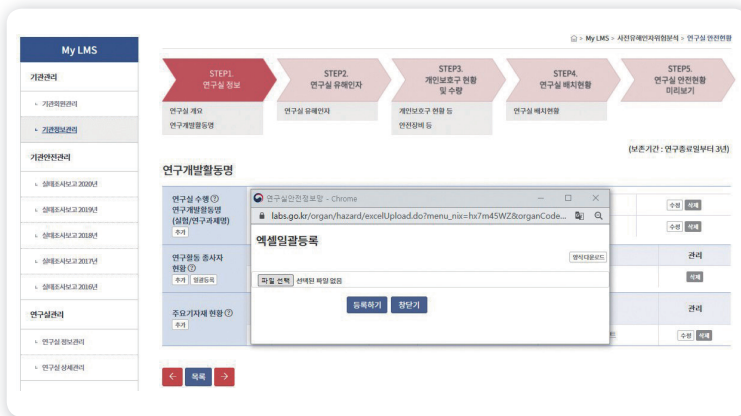 My LMS
기관관리
기관회원관리
기관정보관리
기관안전관리
실태조사보고 2020년
실태조사보고 2019년
실태조사보고 2018년
실태조사보고 2017년
실태조사보고 2016년
연구실관리
연구실 정보관리
연구실 상세관리
> My LMS > 사전유해인자위험분석 > 연구실 안전현황
STEP1.
연구실 정보
STEP2.
연구실 유해인자
STEP3.
개인보호구 현황
및 수량
STEP4.
연구실 배치현황
STEP5.
연구실 안전현황
미리보기
연구실 개요
연구개발활동명
연구실 유해인자
개인보호구 현황 등
안전장비 등
연구실 배치현황
(보존기간 : 연구종료일부터 3년)
연구개발활동명
연구실 수행 ?
연구개발활동명
(실험/연구과제명)
추가
수정 삭제
수정 삭제
연구활동 종사자
현황 ?
추가 일괄등록
관리
삭제
주요기자재 현황 ?
추가
관리
트
수정 삭제
연구실안전정보망 - Chrome
labs.go.kr/organ/hazard/excelUpload.do?menu_nix=hx7m45WZ&organCode...
엑셀일괄등록
양식다운로드
파일 선택 선택된 파일 없음
등록하기 창닫기
← 목록 →